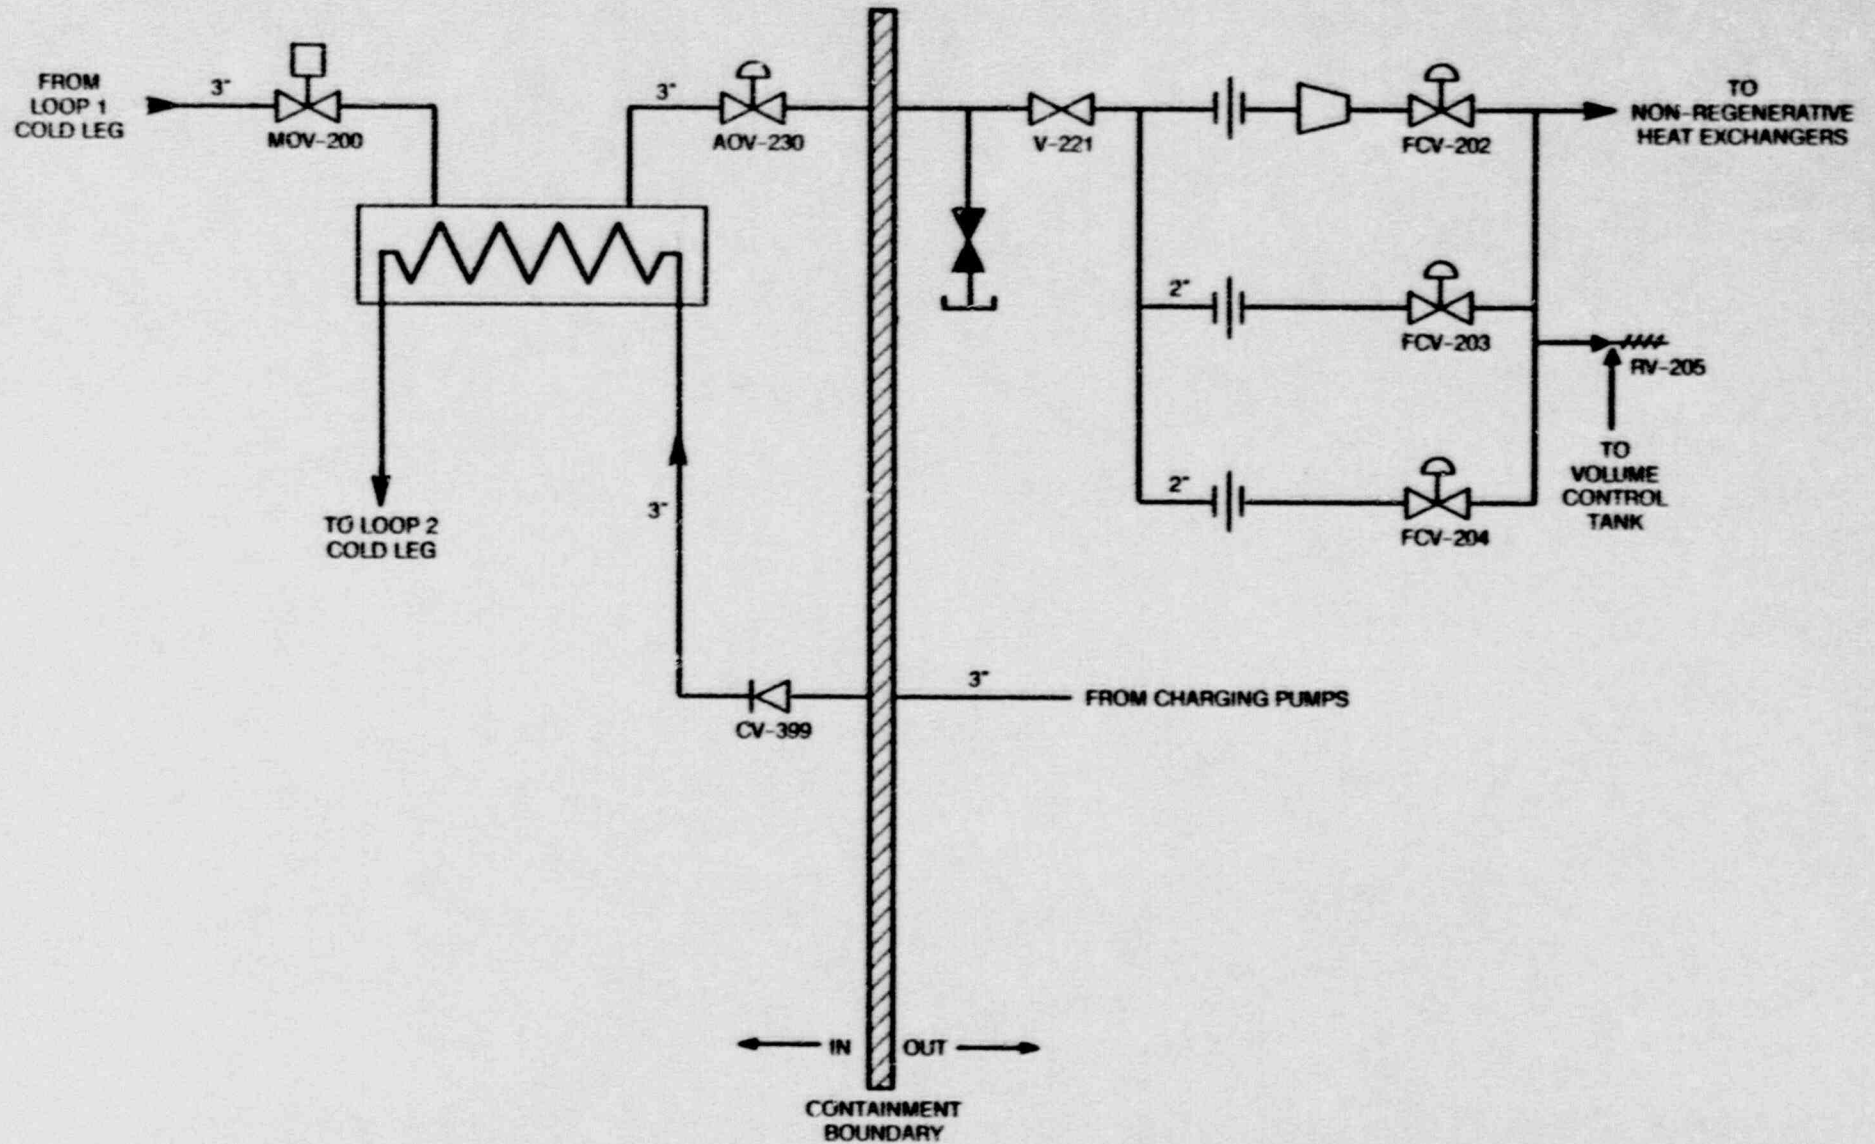 FROM
LOOP 1
COLD LEG
3"
MOV-200
3"
AOV-230
V-221
FCV-202
TO
NON-REGENERATIVE
HEAT EXCHANGERS
2"
FCV-203
RV-205
TO
VOLUME
CONTROL
TANK
2"
FCV-204
TO LOOP 2
COLD LEG
3"
CV-399
3"
FROM CHARGING PUMPS
IN
OUT
CONTAINMENT
BOUNDARY